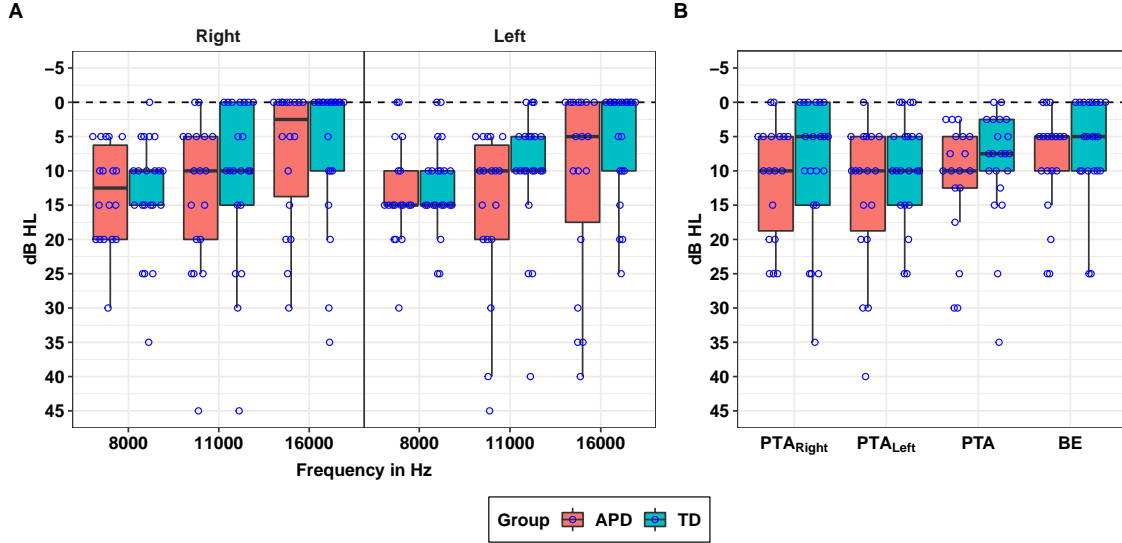 A
B
Right
Left
−5
0
5
10
15
20
25
30
35
40
45
dB HL
8000
11000
16000
8000
11000
16000
Frequency in Hz
−5
0
5
10
15
20
25
30
35
40
45
dB HL
PTARight
PTALeft
PTA
BE
Group
APD
TD